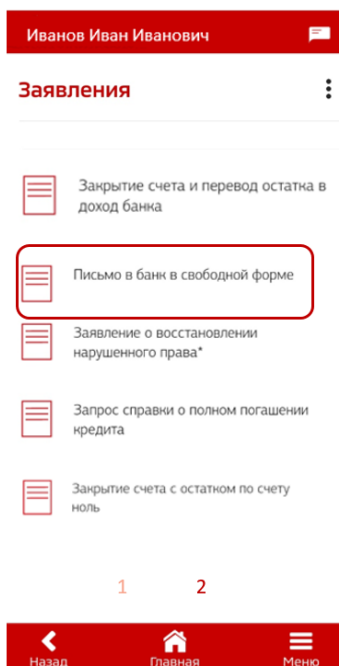 Иванов Иван Иванович
Заявления
Закрытие счета и перевод остатка в
доход банка
Письмо в банк в свободной форме
Заявление о восстановлении
нарушенного права*
Запрос справки о полном погашении
кредита
Закрытие счета с остатком по счету
ноль
1 2
Назад Главная Меню